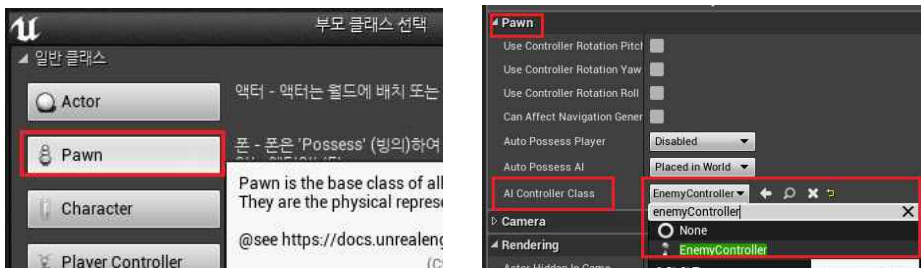 부모 클래스 선택
일반 클래스
Actor
액터 - 액터는 월드에 배치 또는
Pawn
폰 - 폰은 'Possess' (빙의)하여
Pawn is the base class of all
They are the physical represe
Character
@see https://docs.unrealeng
Player Controller
Pawn
Use Controller Rotation Pitch
Use Controller Rotation Yaw
Use Controller Rotation Roll
Can Affect Navigation Gener
Auto Possess Player
Disabled
Auto Possess AI
Placed in World
AI Controller Class
EnemyController
enemyController
None
EnemyController
Camera
Rendering